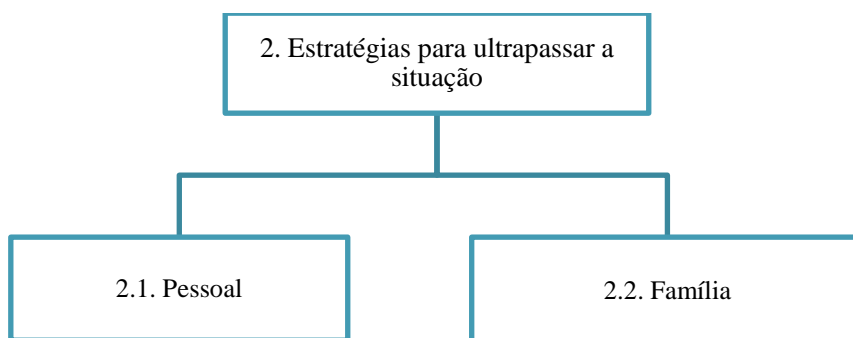 2. Estratégias para ultrapassar a
situação
2.1. Pessoal
2.2. Família